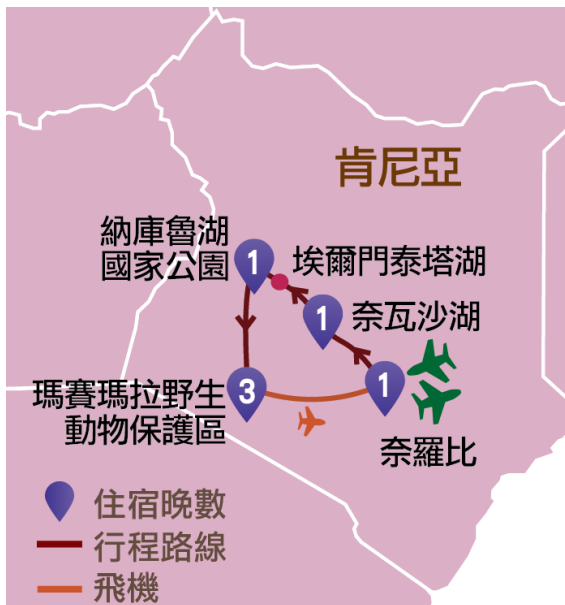 肯尼亞
納庫魯湖
國家公園
1
埃爾門泰塔湖
1
奈瓦沙湖
瑪賽瑪拉野生
動物保護區
3
1
奈羅比
住宿晚數
行程路線
飛機